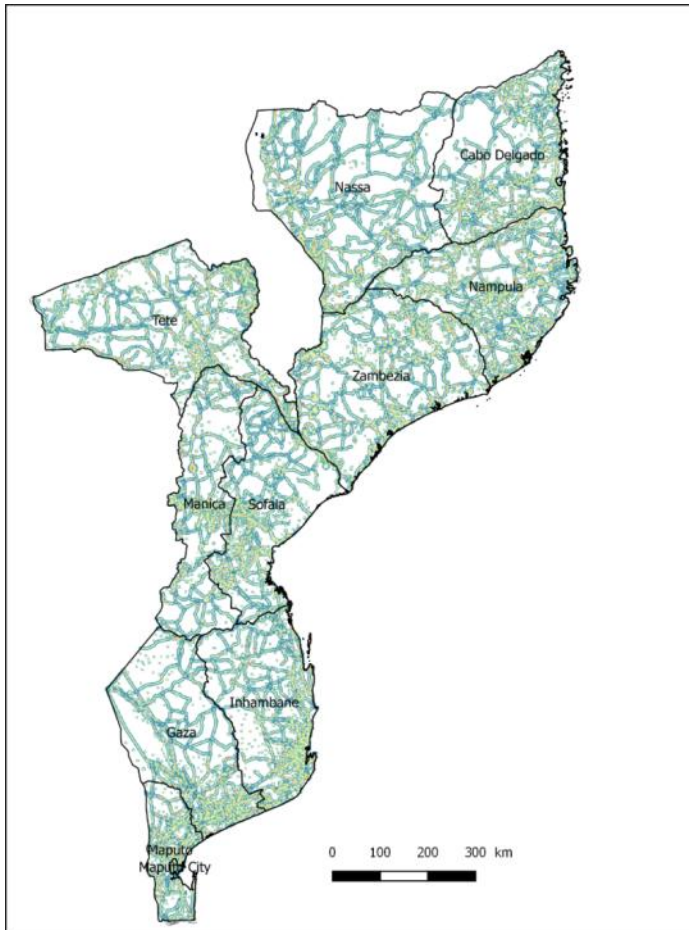 Cabo Delgado
Nassa
Nampula
Tete
Zambezia
Manica
Sofala
Inhambane
Gaza
Maputo
Maputo City
0 100 200 300 km